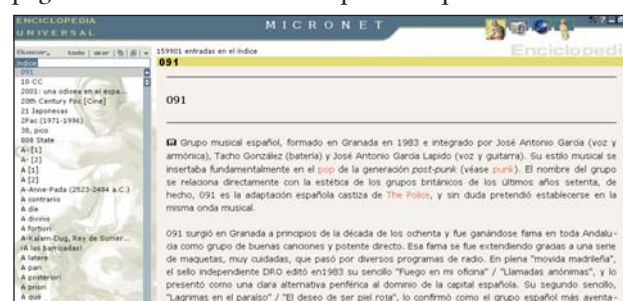 ENCICLOPEDIA
UNIVERSAL
MICRONET
Enciclopedi
159901 entradas en el índice
091
Índice
091
10 CC
2001: una odisea en el espa...
20th Century Fox [Cine]
21 Japonesas
2Pac (1971-1996)
38, pico
808 State
A- [1]
A- [2]
A [1]
A [2]
A-Anne-Pada (2523-2484 a.C.)
A contrariis
A die
A divinis
A fortiori
A-Kalam-Dug, Rey de Sumer...
¡A las Barricadas!
A latere
A pari
A posteriori
A priori
A que
091
Grupo musical español, formado en Granada en 1983 e integrado por José Antonio García (voz y
armónica), Tacho González (batería) y José Antonio García Lapido (voz y guitarra). Su estilo musical se
insertaba fundamentalmente en el pop de la generación post-punk (véase punk). El nombre del grupo
se relaciona directamente con la estética de los grupos británicos de los últimos años setenta, de
hecho, 091 es la adaptación española castiza de The Police, y sin duda pretendió establecerse en la
misma onda musical.
091 surgió en Granada a principios de la década de los ochenta y fue ganándose fama en toda Andalu-
cía como grupo de buenas canciones y potente directo. Esa fama se fue extendiendo gracias a una serie
de maquetas, muy cuidadas, que pasó por diversos programas de radio. En plena "movida madrileña",
el sello independiente DRO editó en1983 su sencillo "Fuego en mi oficina" / "Llamadas anónimas", y lo
presentó como una clara alternativa periférica al dominio de la capital española. Su segundo sencillo,
"Lágrimas en el paraíso" / "El deseo de ser piel roja", lo confirmó como el grupo español más aventa-